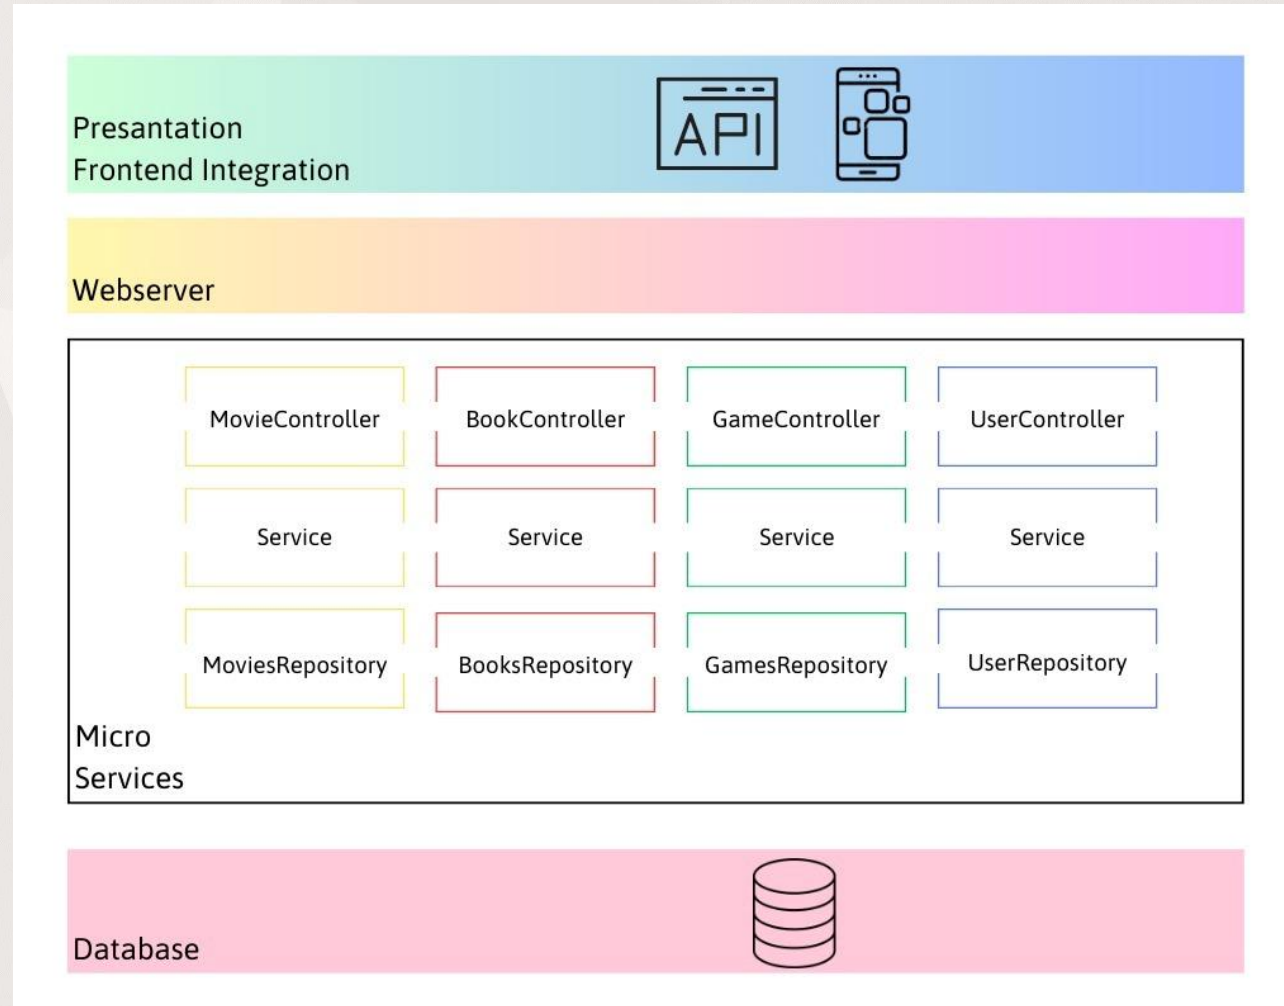 Presantation
Frontend Integration
API
Webserver
MovieController
BookController
GameController
UserController
Service
Service
Service
Service
MoviesRepository
BooksRepository
GamesRepository
UserRepository
Micro
Services
Database